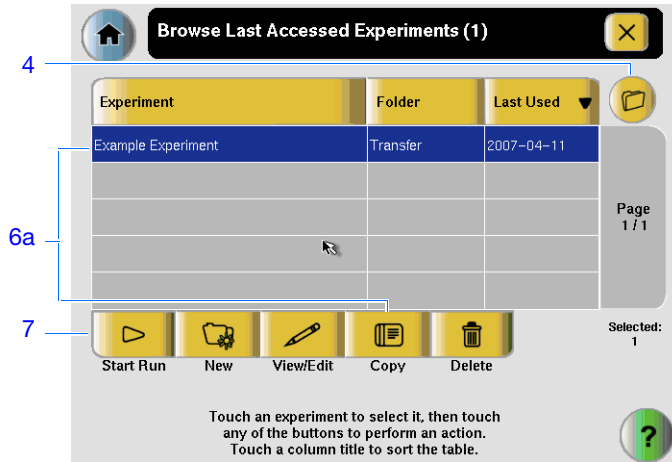 Browse Last Accessed Experiments (1)
4
Experiment Folder Last Used
Example Experiment Transfer 2007-04-11
Page
1 / 1
6a
7
Selected:
1
Start Run New View/Edit Copy Delete
Touch an experiment to select it, then touch
any of the buttons to perform an action.
Touch a column title to sort the table.
?